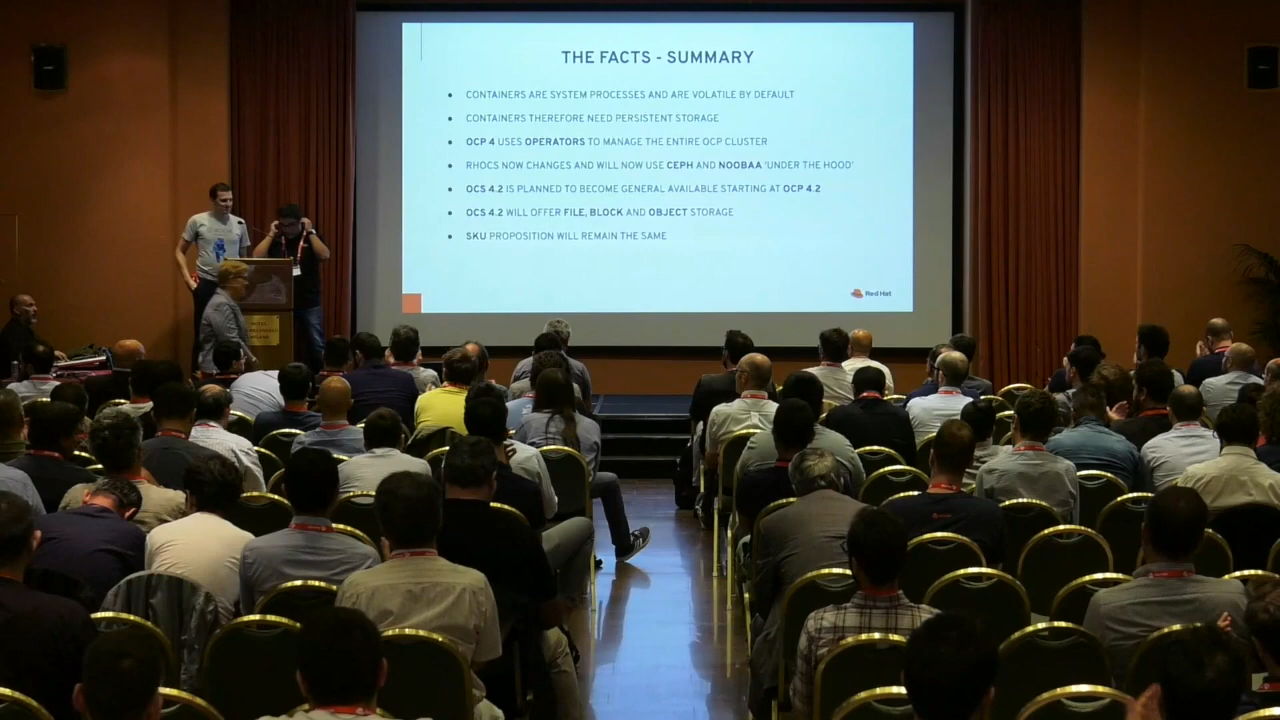 THE FACTS - SUMMARY
• CONTAINERS ARE SYSTEM PROCESSES AND ARE VOLATILE BY DEFAULT
• CONTAINERS THEREFORE NEED PERSISTENT STORAGE
• OCP 4 USES OPERATORS TO MANAGE THE ENTIRE OCP CLUSTER
• RHOCS NOW CHANGES AND WILL NOW USE CEPH AND NOOBAA 'UNDER THE HOOD'
• OCS 4.2 IS PLANNED TO BECOME GENERAL AVAILABLE STARTING AT OCP 4.2
• OCS 4.2 WILL OFFER FILE, BLOCK AND OBJECT STORAGE
• SKU PROPOSITION WILL REMAIN THE SAME
Red Hat
HOTEL